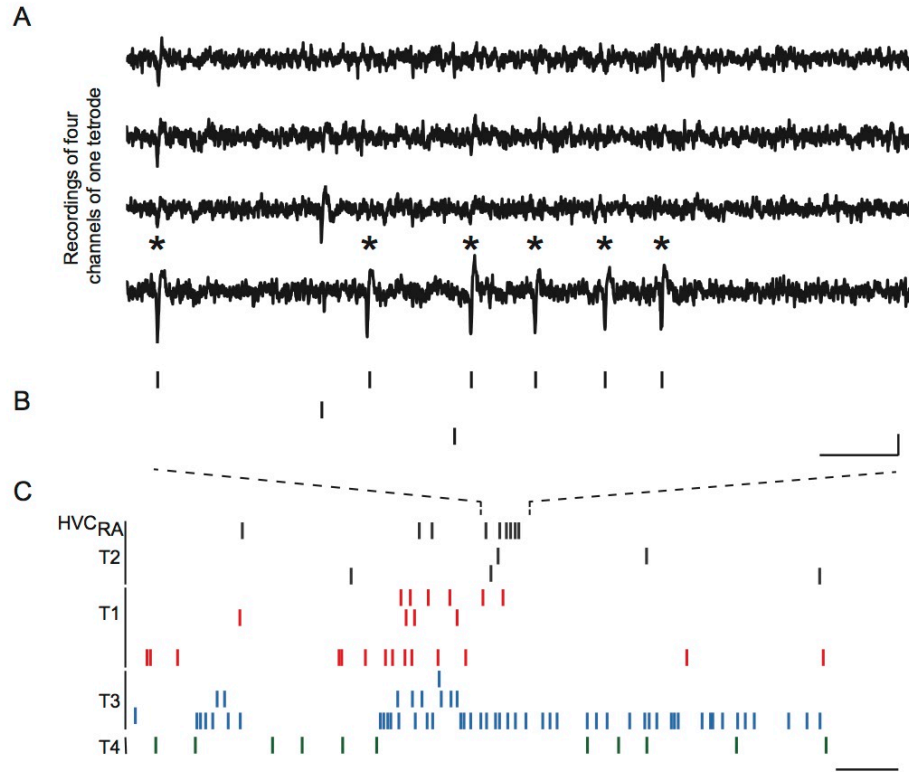 A
Recordings of four
channels of one tetrode
* * * * * *
B
C
HVCRA
T2
T1
T3
T4